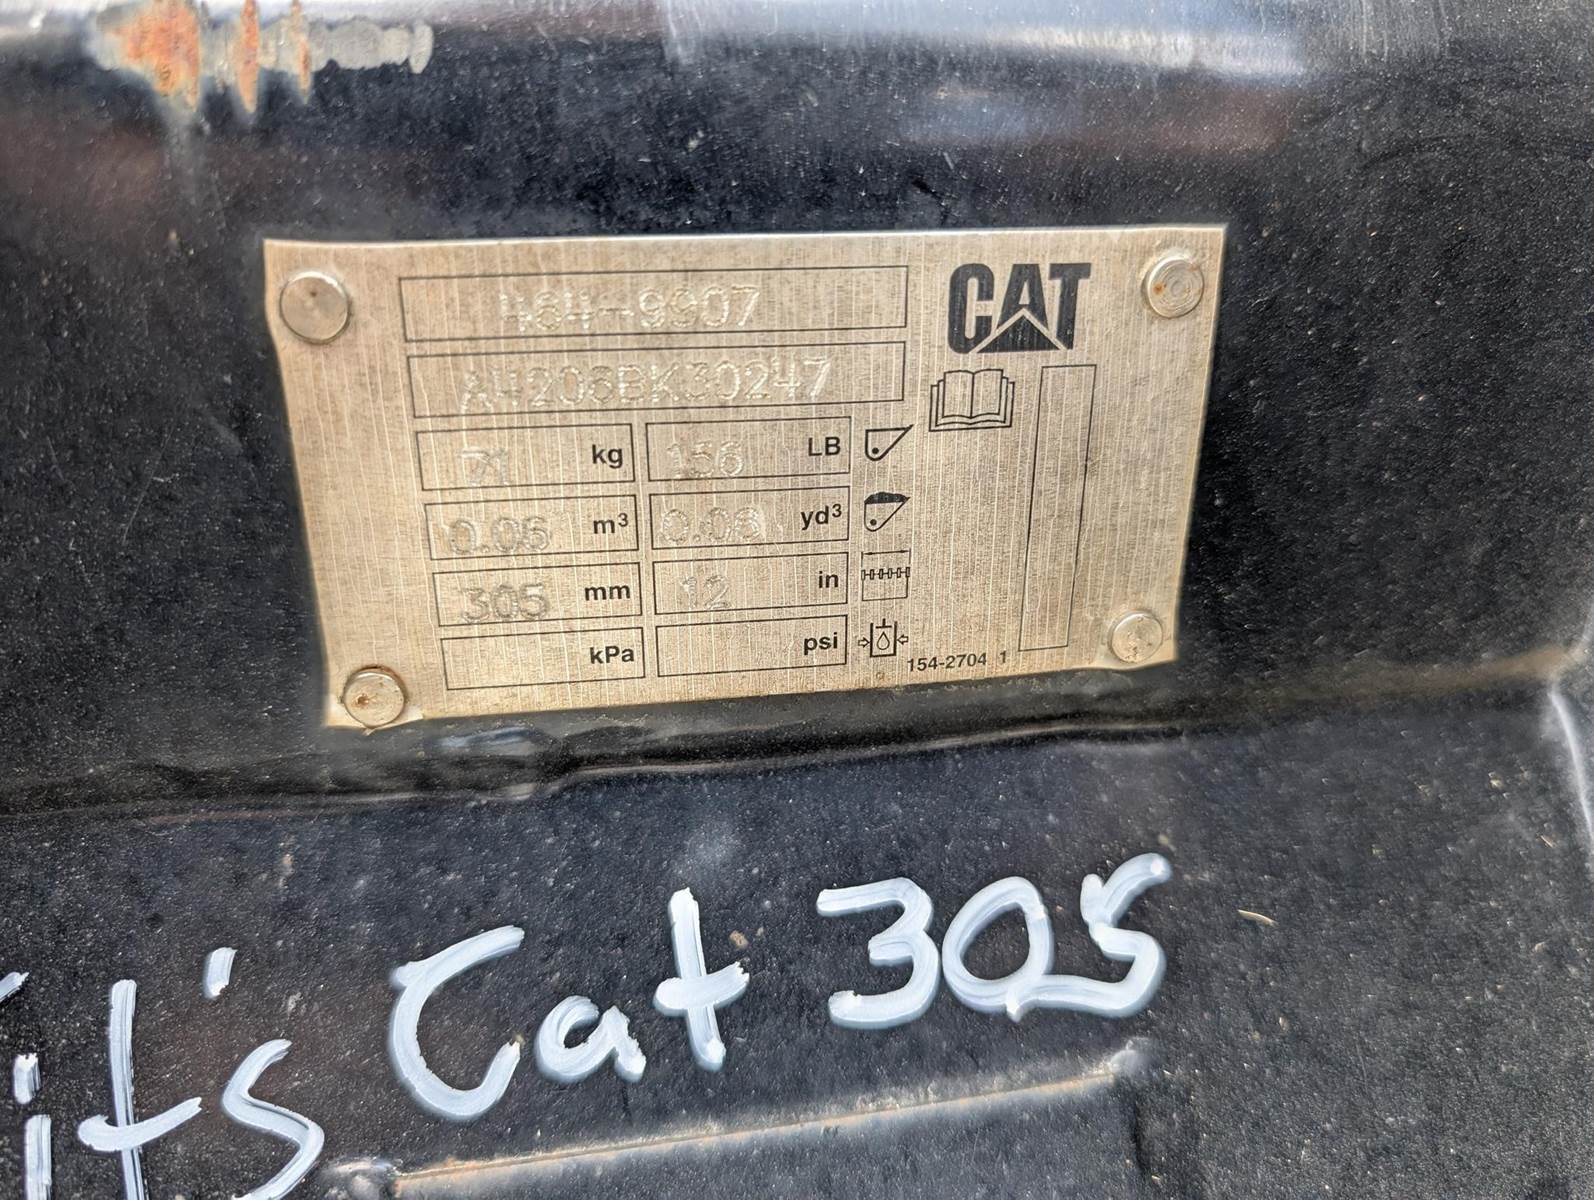 464-9907
CAT
A4206BK30247
71 kg 156 LB
0.06 m³ 0.08 yd³
305 mm 12 in
kPa psi
154-2704 1
it's Cat 305